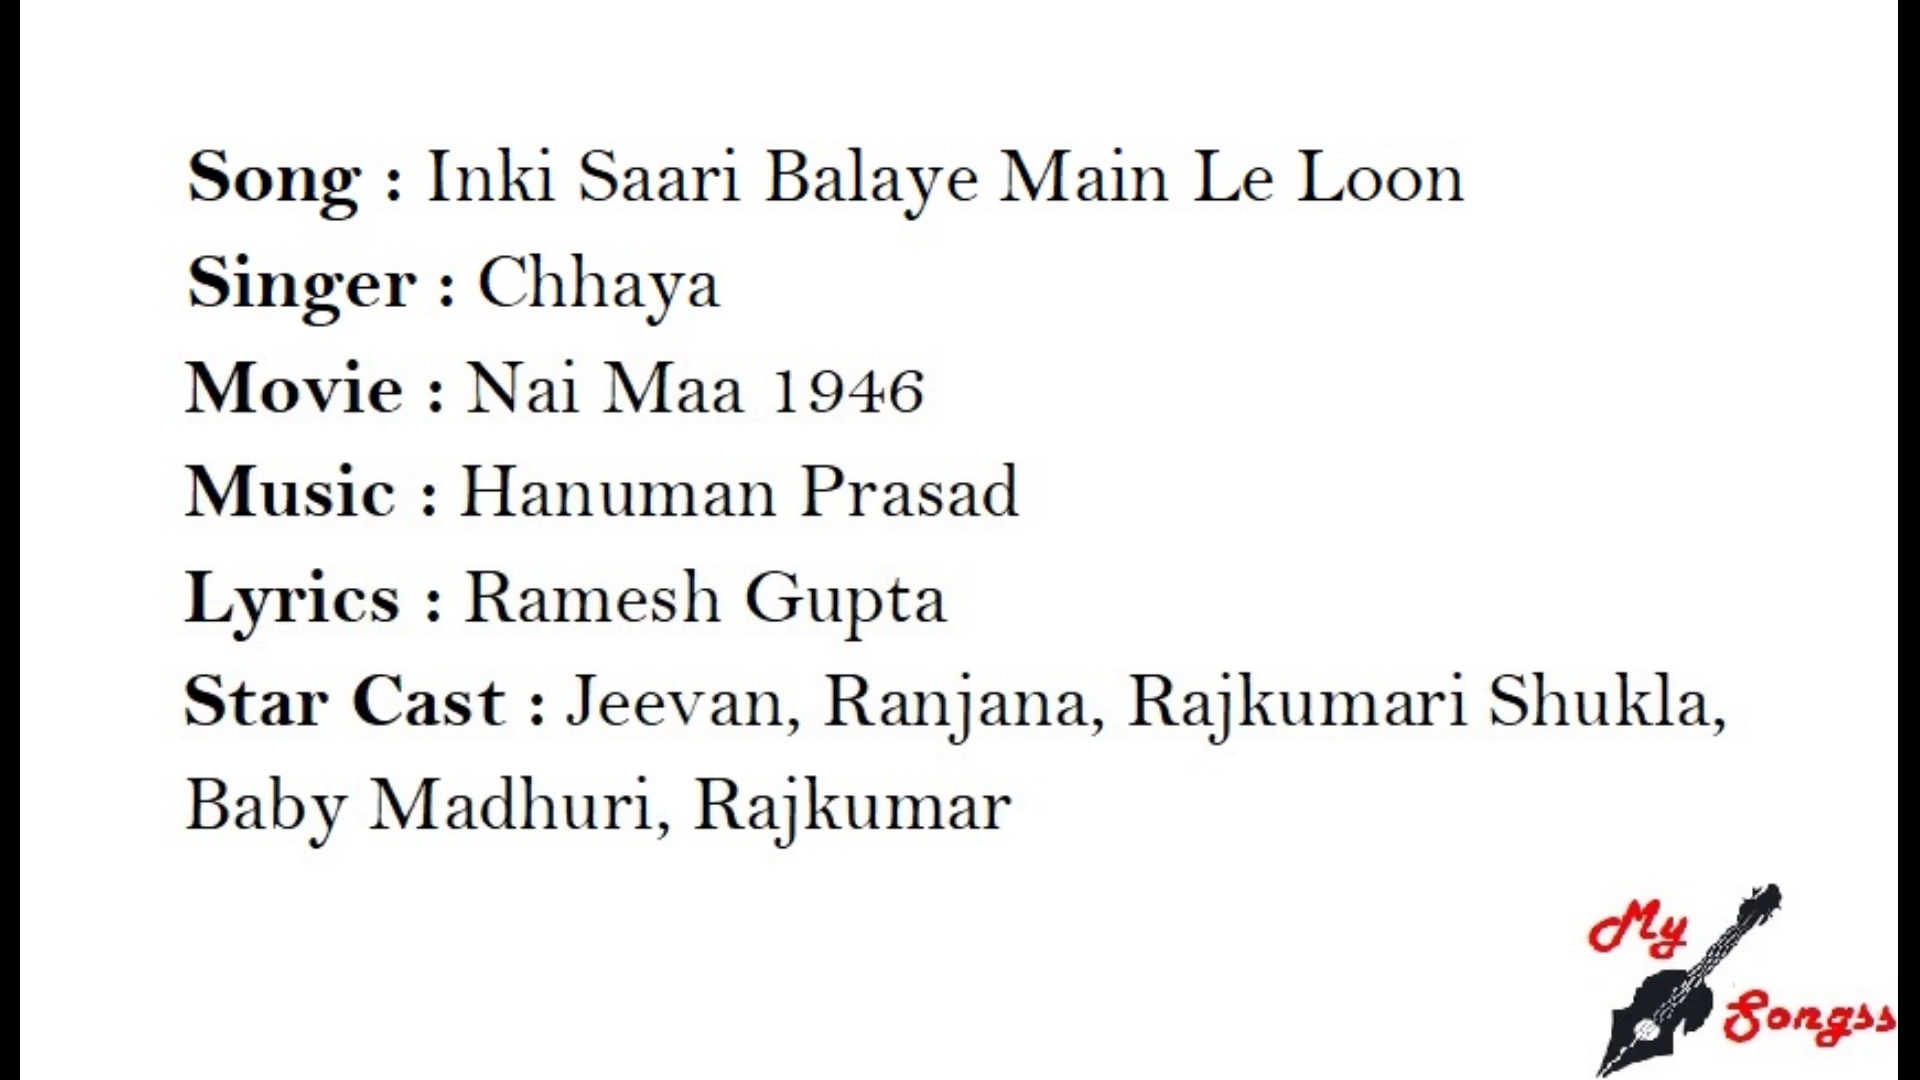 Song : Inki Saari Balaye Main Le Loon
Singer : Chhaya
Movie : Nai Maa 1946
Music : Hanuman Prasad
Lyrics : Ramesh Gupta
Star Cast : Jeevan, Ranjana, Rajkumari Shukla,
Baby Madhuri, Rajkumar
My
Songss